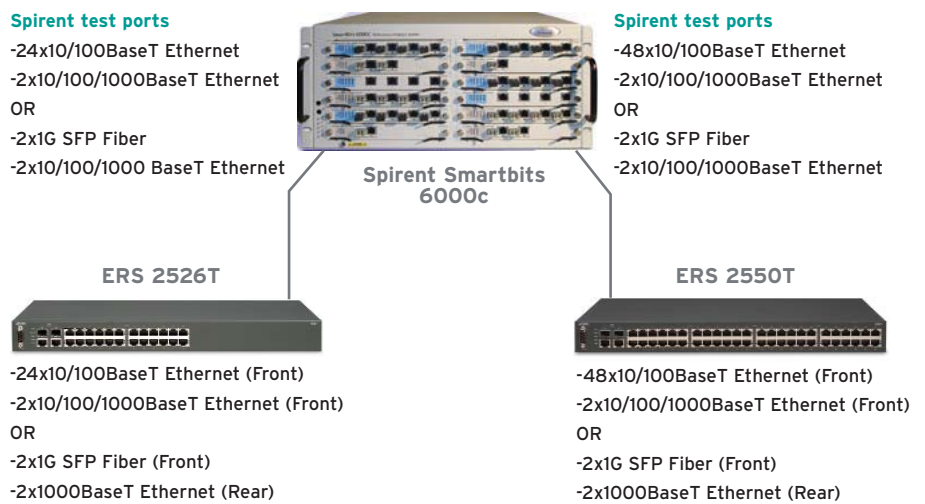 Spirent test ports
-24x10/100BaseT Ethernet
-2x10/100/1000BaseT Ethernet
OR
-2x1G SFP Fiber
-2x10/100/1000 BaseT Ethernet
Spirent Smartbits
6000c
Spirent test ports
-48x10/100BaseT Ethernet
-2x10/100/1000BaseT Ethernet
OR
-2x1G SFP Fiber
-2x10/100/1000BaseT Ethernet
ERS 2526T
-24x10/100BaseT Ethernet (Front)
-2x10/100/1000BaseT Ethernet (Front)
OR
-2x1G SFP Fiber (Front)
-2x1000BaseT Ethernet (Rear)
ERS 2550T
-48x10/100BaseT Ethernet (Front)
-2x10/100/1000BaseT Ethernet (Front)
OR
-2x1G SFP Fiber (Front)
-2x1000BaseT Ethernet (Rear)